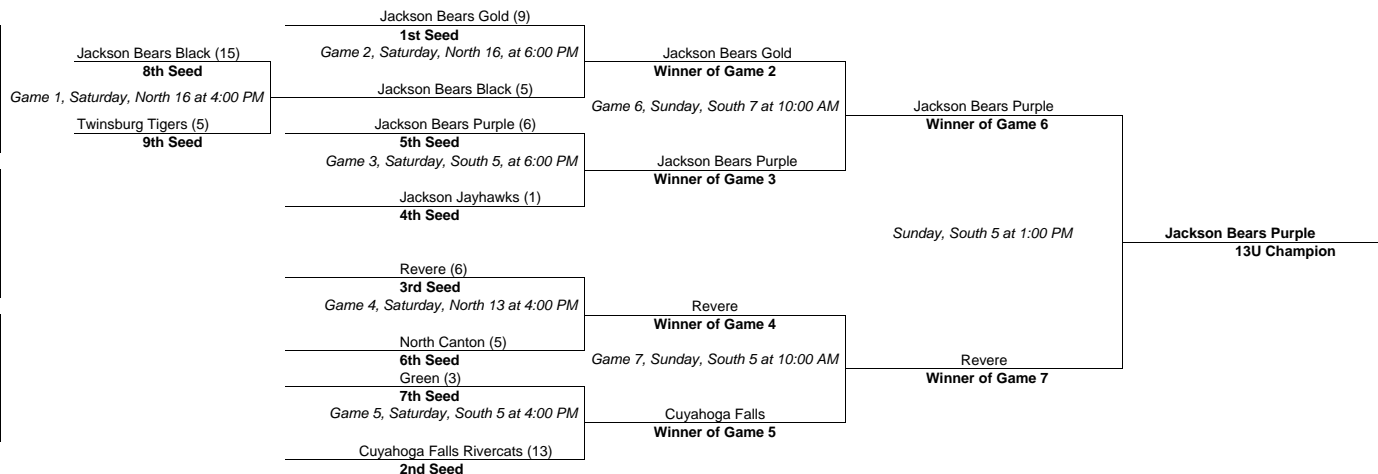 Jackson Bears Gold (9)
1st Seed
Game 2, Saturday, North 16, at 6:00 PM
Jackson Bears Black (15)
8th Seed
Game 1, Saturday, North 16 at 4:00 PM
Twinsburg Tigers (5)
9th Seed
Jackson Bears Black (5)
Jackson Bears Gold
Winner of Game 2
Game 6, Sunday, South 7 at 10:00 AM
Jackson Bears Purple (6)
5th Seed
Game 3, Saturday, South 5, at 6:00 PM
Jackson Jayhawks (1)
4th Seed
Jackson Bears Purple
Winner of Game 3
Jackson Bears Purple
Winner of Game 6
Sunday, South 5 at 1:00 PM
Jackson Bears Purple
13U Champion
Revere (6)
3rd Seed
Game 4, Saturday, North 13 at 4:00 PM
North Canton (5)
6th Seed
Revere
Winner of Game 4
Game 7, Sunday, South 5 at 10:00 AM
Revere
Winner of Game 7
Green (3)
7th Seed
Game 5, Saturday, South 5 at 4:00 PM
Cuyahoga Falls Rivercats (13)
2nd Seed
Cuyahoga Falls
Winner of Game 5